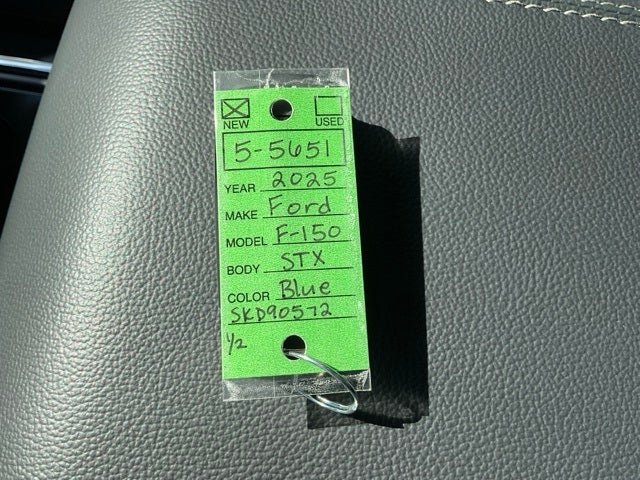 NEW USED
5-5651
YEAR 2025
MAKE Ford
MODEL F-150
BODY STX
COLOR Blue
SKD90572
1/2